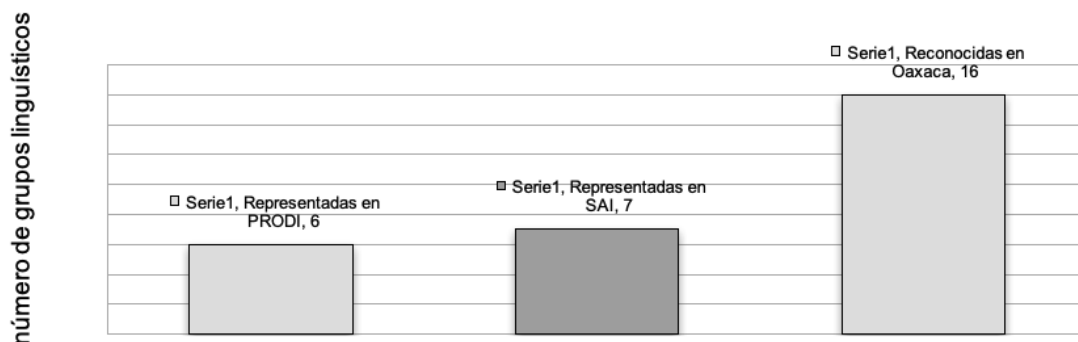 número de grupos linguísticos
Serie1, Reconocidas en
Oaxaca, 16
Serie1, Representadas en
SAI, 7
Serie1, Representadas en
PRODI, 6